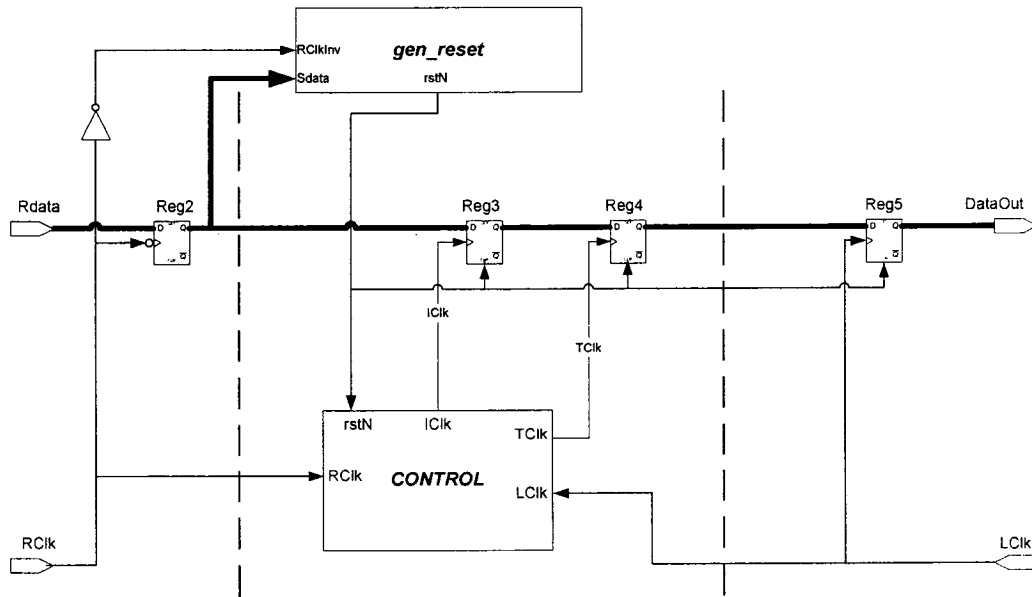 gen_reset
RClkInv
Sdata
rstN
Rdata
Reg2
Reg3
Reg4
Reg5
DataOut
D Q
D Q
D Q
D Q
Q
Q
Q
Q
IClk
TClk
rstN
IClk
TClk
RClk
CONTROL
LClk
RClk
LClk